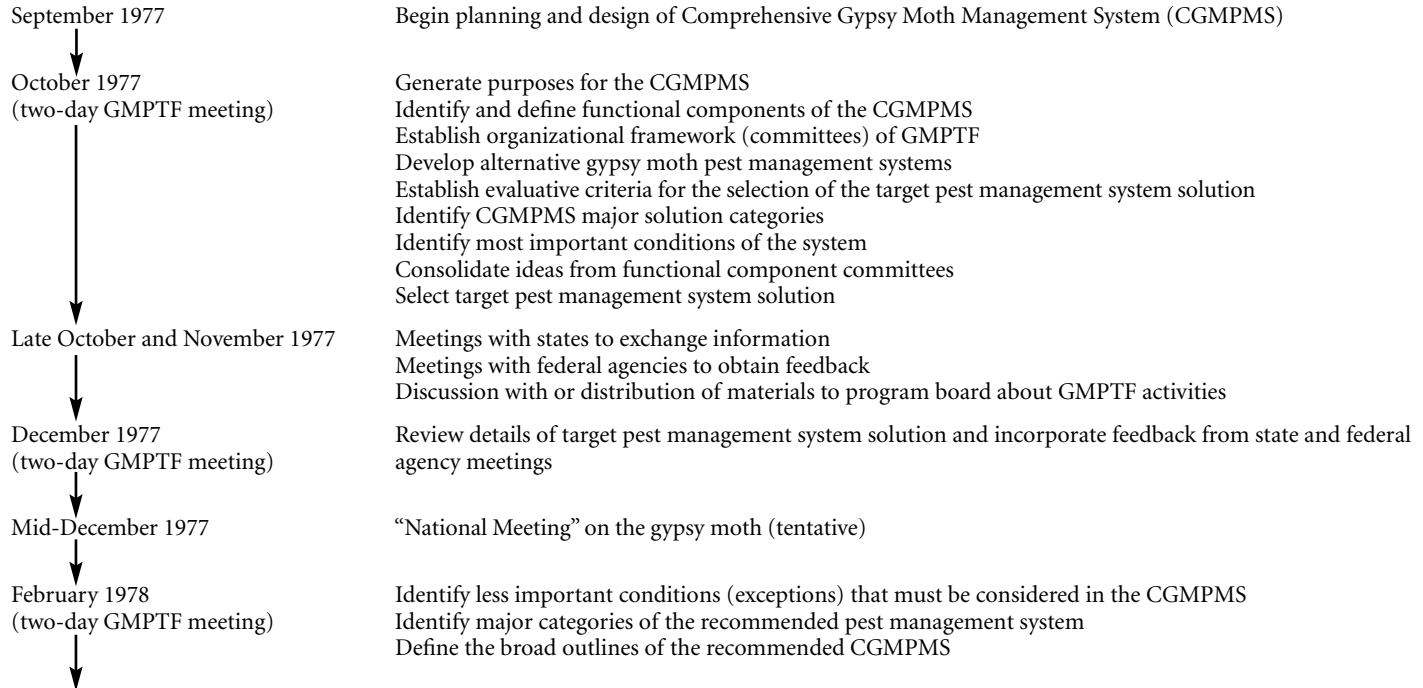 September 1977 Begin planning and design of Comprehensive Gypsy Moth Management System (CGMPMS)
October 1977 Generate purposes for the CGMPMS
(two-day GMPTF meeting) Identify and define functional components of the CGMPMS
Establish organizational framework (committees) of GMPTF
Develop alternative gypsy moth pest management systems
Establish evaluative criteria for the selection of the target pest management system solution
Identify CGMPMS major solution categories
Identify most important conditions of the system
Consolidate ideas from functional component committees
Select target pest management system solution
Late October and November 1977 Meetings with states to exchange information
Meetings with federal agencies to obtain feedback
Discussion with or distribution of materials to program board about GMPTF activities
December 1977 Review details of target pest management system solution and incorporate feedback from state and federal
(two-day GMPTF meeting) agency meetings
Mid-December 1977 “National Meeting” on the gypsy moth (tentative)
February 1978 Identify less important conditions (exceptions) that must be considered in the CGMPMS
(two-day GMPTF meeting) Identify major categories of the recommended pest management system
Define the broad outlines of the recommended CGMPMS